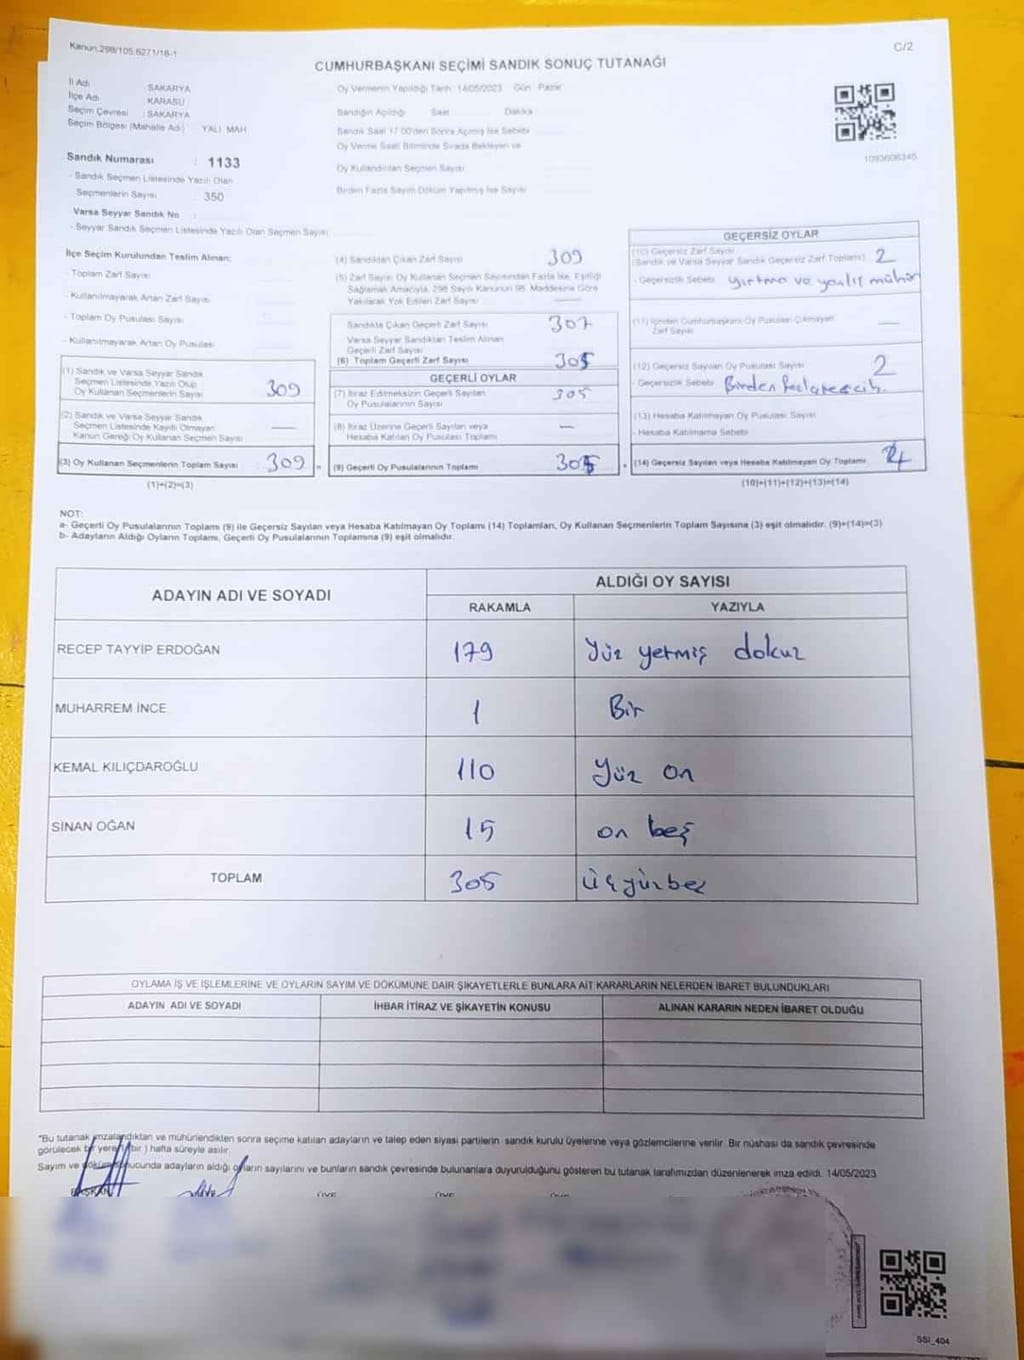 Kanun:298/105.6271/16-1
C/2
CUMHURBAŞKANI SEÇİMİ SANDIK SONUÇ TUTANAĞI
İl Adı : SAKARYA
İlçe Adı : KARASU
Seçim Çevresi : SAKARYA
Seçim Bölgesi (Mahalle Adı) : YALI MAH
Sandık Numarası : 1133
- Sandık Seçmen Listesinde Yazılı Olan
Seçmenlerin Sayısı : 350
Varsa Seyyar Sandık No :
- Seyyar Sandık Seçmen Listesinde Yazılı Olan Seçmen Sayısı
Oy Vermenin Yapıldığı Tarih: 14/05/2023 Gün Pazar
Sandığın Açıldığı Saat Dakika
Sandık Saat 17.00'den Sonra Açılmış İse Sebebi
Oy Verme Saati Bitiminde Sırada Bekleyen ve
Oy Kullandırılan Seçmen Sayısı
Birden Fazla Sayım Döküm Yapılmış İse Sayısı
1093606345
İlçe Seçim Kurulundan Teslim Alınan;
- Toplam Zarf Sayısı
- Kullanılmayarak Artan Zarf Sayısı
- Toplam Oy Pusulası Sayısı
- Kullanılmayarak Artan Oy Pusulası
(1) Sandık ve Varsa Seyyar Sandık
Seçmen Listesinde Yazılı Olup
Oy Kullanan Seçmenlerin Sayısı 309
(2) Sandık ve Varsa Seyyar Sandık
Seçmen Listesinde Kayıtlı Olmayan
Kanun Gereği Oy Kullanan Seçmen Sayısı —
(3) Oy Kullanan Seçmenlerin Toplam Sayısı 309 =
(1)+(2)=(3)
(4) Sandıktan Çıkan Zarf Sayısı 309
(5) Zarf Sayısı Oy Kullanan Seçmen Sayısından Fazla İse, Eşitliği
Sağlamak Amacıyla, 298 Sayılı Kanunun 98. Maddesine Göre
Yakılarak Yok Edilen Zarf Sayısı —
Sandıkta Çıkan Geçerli Zarf Sayısı 307
Varsa Seyyar Sandıktan Teslim Alınan
Geçerli Zarf Sayısı
(6) Toplam Geçerli Zarf Sayısı 305
GEÇERLİ OYLAR
(7) İtiraz Edilmeksizin Geçerli Sayılan
Oy Pusulalarının Sayısı 305
(8) İtiraz Üzerine Geçerli Sayılan veya
Hesaba Katılan Oy Pusulası Toplamı —
(9) Geçerli Oy Pusulalarının Toplamı 305 +
GEÇERSİZ OYLAR
(10) Geçersiz Zarf Sayısı
(Sandık ve Varsa Seyyar Sandık Geçersiz Zarf Toplamı) 2
- Geçersizlik Sebebi yırtma ve yanlış mühür
(11) İçinden Cumhurbaşkanı Oy Pusulası Çıkmayan
Zarf Sayısı —
(12) Geçersiz Sayılan Oy Pusulası Sayısı 2
- Geçersizlik Sebebi Birden fazla tercih
(13) Hesaba Katılmayan Oy Pusulası Sayısı
- Hesaba Katılmama Sebebi
(14) Geçersiz Sayılan veya Hesaba Katılmayan Oy Toplamı 4
(10)+(11)+(12)+(13)=(14)
NOT:
a- Geçerli Oy Pusulalarının Toplamı (9) ile Geçersiz Sayılan veya Hesaba Katılmayan Oy Toplamı (14) Toplamları, Oy Kullanan Seçmenlerin Toplam Sayısına (3) eşit olmalıdır. (9)+(14)=(3)
b- Adayların Aldığı Oyların Toplamı, Geçerli Oy Pusulalarının Toplamına (9) eşit olmalıdır.
ADAYIN ADI VE SOYADI ALDIĞI OY SAYISI
RAKAMLA YAZIYLA
RECEP TAYYİP ERDOĞAN 179 Yüz yetmiş dokuz
MUHARREM İNCE 1 Bir
KEMAL KILIÇDAROĞLU 110 Yüz on
SİNAN OĞAN 15 on beş
TOPLAM 305 üçyüzbeş
OYLAMA İŞ VE İŞLEMLERİNE VE OYLARIN SAYIM VE DÖKÜMÜNE DAİR ŞİKAYETLERLE BUNLARA AİT KARARLARIN NELERDEN İBARET BULUNDUKLARI
ADAYIN ADI VE SOYADI İHBAR İTİRAZ VE ŞİKAYETİN KONUSU ALINAN KARARIN NEDEN İBARET OLDUĞU
"Bu tutanak imzalandıktan ve mühürlendikten sonra seçime katılan adayların ve talep eden siyasi partilerin sandık kurulu üyelerine veya gözlemcilerine verilir. Bir nüshası da sandık çevresinde
görülecek bir yere (bir) hafta süreyle asılır.
Sayım ve döküm sonucunda adayların aldığı oyların sayılarını ve bunların sandık çevresinde bulunanlara duyurulduğunu gösteren bu tutanak tarafımızdan düzenlenerek imza edildi. 14/05/2023
BAŞKAN ÜYE ÜYE ÜYE
SSI_404